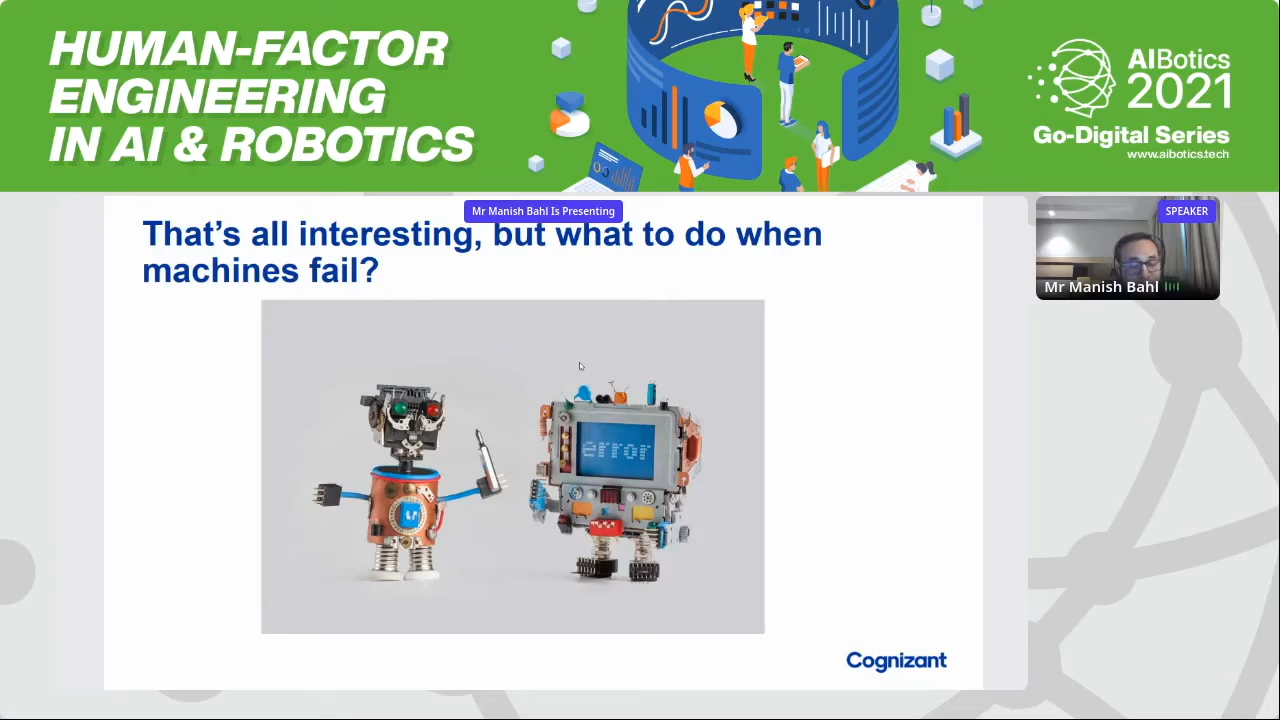 HUMAN-FACTOR
ENGINEERING
IN AI & ROBOTICS
AIBotics
2021
Go-Digital Series
www.aibotics.tech
Mr Manish Bahl Is Presenting
SPEAKER
Mr Manish Bahl
That's all interesting, but what to do when
machines fail?
Cognizant